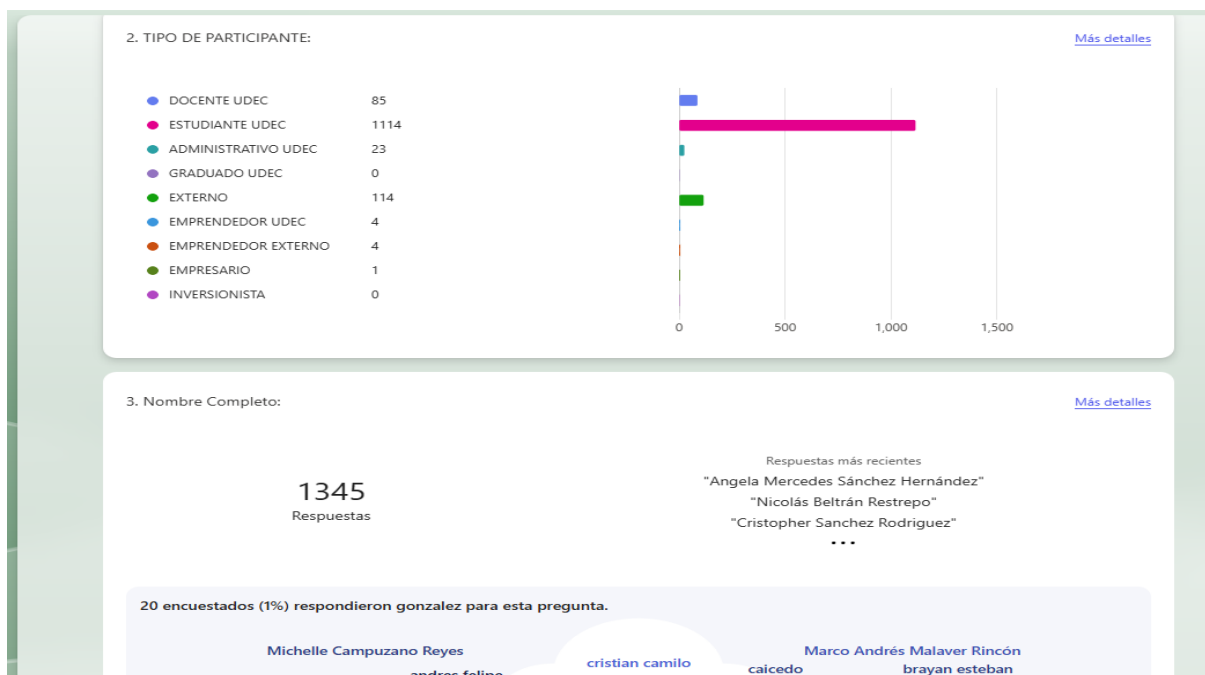 2. TIPO DE PARTICIPANTE:
Más detalles
DOCENTE UDEC 85
ESTUDIANTE UDEC 1114
ADMINISTRATIVO UDEC 23
GRADUADO UDEC 0
EXTERNO 114
EMPRENDEDOR UDEC 4
EMPRENDEDOR EXTERNO 4
EMPRESARIO 1
INVERSIONISTA 0
0 500 1,000 1,500
3. Nombre Completo:
Más detalles
1345
Respuestas
Respuestas más recientes
"Angela Mercedes Sánchez Hernández"
"Nicolás Beltrán Restrepo"
"Cristopher Sanchez Rodriguez"
...
20 encuestados (1%) respondieron gonzalez para esta pregunta.
Michelle Campuzano Reyes
andres felipe
cristian camilo
Marco Andrés Malaver Rincón
caicedo
brayan esteban